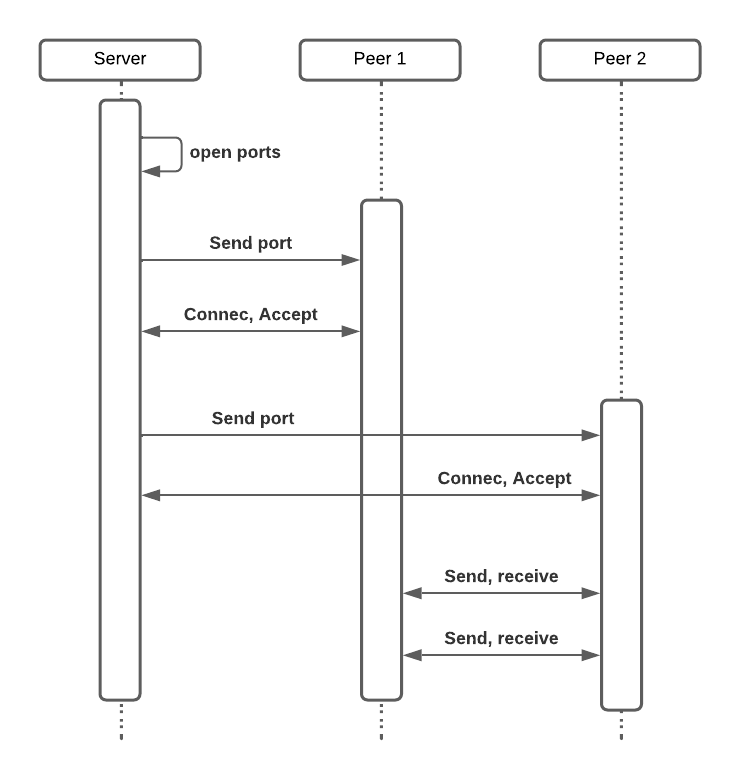 Server
Peer 1
Peer 2
open ports
Send port
Connec, Accept
Send port
Connec, Accept
Send, receive
Send, receive